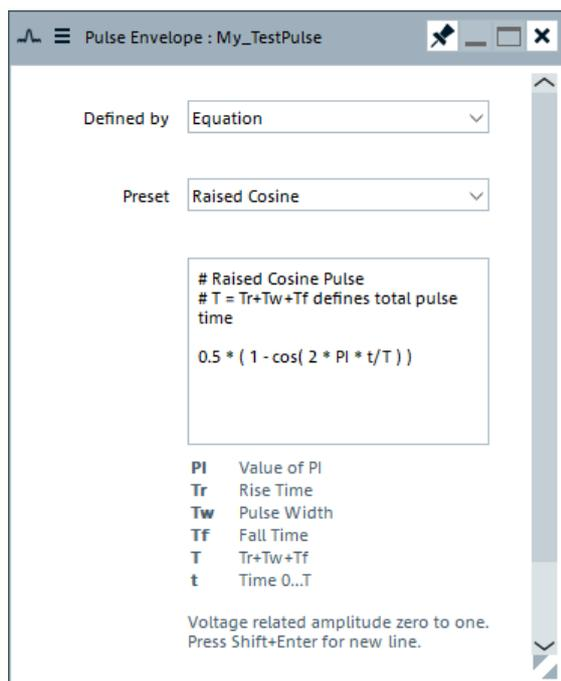 Pulse Envelope : My_TestPulse
Defined by Equation
Preset Raised Cosine
# Raised Cosine Pulse
# T = Tr+Tw+Tf defines total pulse
time
0.5 * ( 1 - cos( 2 * PI * t/T ) )
PI Value of PI
Tr Rise Time
Tw Pulse Width
Tf Fall Time
T Tr+Tw+Tf
t Time 0...T
Voltage related amplitude zero to one.
Press Shift+Enter for new line.